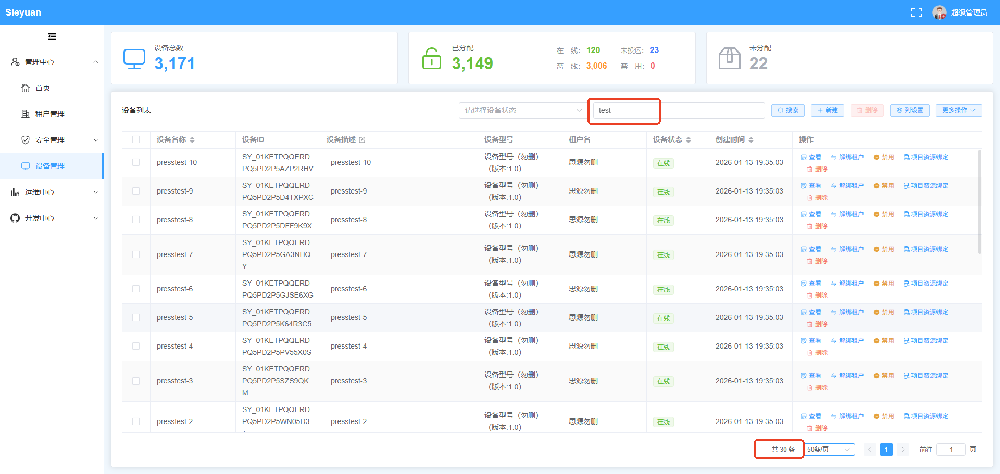 Sieyuan
超级管理员
管理中心
首页
租户管理
安全管理
设备管理
运维中心
开发中心
设备总数
3,171
已分配
3,149
在 线: 120 未投运: 23
离 线: 3,006 禁 用: 0
未分配
22
设备列表 请选择设备状态 test 搜索 新建 删除 列设置 更多操作
设备名称 设备ID 设备描述 设备型号 租户名 设备状态 创建时间 操作
presstest-10 SY_01KETPQQERD
PQ5PD2P5AZP2RHV presstest-10 设备型号（勿删）
（版本:1.0） 思源勿删 在线 2026-01-13 19:35:03 查看 解绑租户 禁用 项目资源绑定
删除
presstest-9 SY_01KETPQQERD
PQ5PD2P5D4TXPXC presstest-9 设备型号（勿删）
（版本:1.0） 思源勿删 在线 2026-01-13 19:35:03 查看 解绑租户 禁用 项目资源绑定
删除
presstest-8 SY_01KETPQQERD
PQ5PD2P5DFF9K9X presstest-8 设备型号（勿删）
（版本:1.0） 思源勿删 在线 2026-01-13 19:35:03 查看 解绑租户 禁用 项目资源绑定
删除
presstest-7 SY_01KETPQQERD
PQ5PD2P5GA3NHQ
Y presstest-7 设备型号（勿删）
（版本:1.0） 思源勿删 在线 2026-01-13 19:35:03 查看 解绑租户 禁用 项目资源绑定
删除
presstest-6 SY_01KETPQQERD
PQ5PD2P5GJSE6XG presstest-6 设备型号（勿删）
（版本:1.0） 思源勿删 在线 2026-01-13 19:35:03 查看 解绑租户 禁用 项目资源绑定
删除
presstest-5 SY_01KETPQQERD
PQ5PD2P5K64R3C5 presstest-5 设备型号（勿删）
（版本:1.0） 思源勿删 在线 2026-01-13 19:35:03 查看 解绑租户 禁用 项目资源绑定
删除
presstest-4 SY_01KETPQQERD
PQ5PD2P5PV55X0S presstest-4 设备型号（勿删）
（版本:1.0） 思源勿删 在线 2026-01-13 19:35:03 查看 解绑租户 禁用 项目资源绑定
删除
presstest-3 SY_01KETPQQERD
PQ5PD2P5SZS9QK
M presstest-3 设备型号（勿删）
（版本:1.0） 思源勿删 在线 2026-01-13 19:35:03 查看 解绑租户 禁用 项目资源绑定
删除
presstest-2 SY_01KETPQQERD
PQ5PD2P5WN05D3 presstest-2 设备型号（勿删）
（版本:1.0） 思源勿删 在线 2026-01-13 19:35:03 查看 解绑租户 禁用 项目资源绑定
删除
共 30 条 50条/页 1 前往 1 页